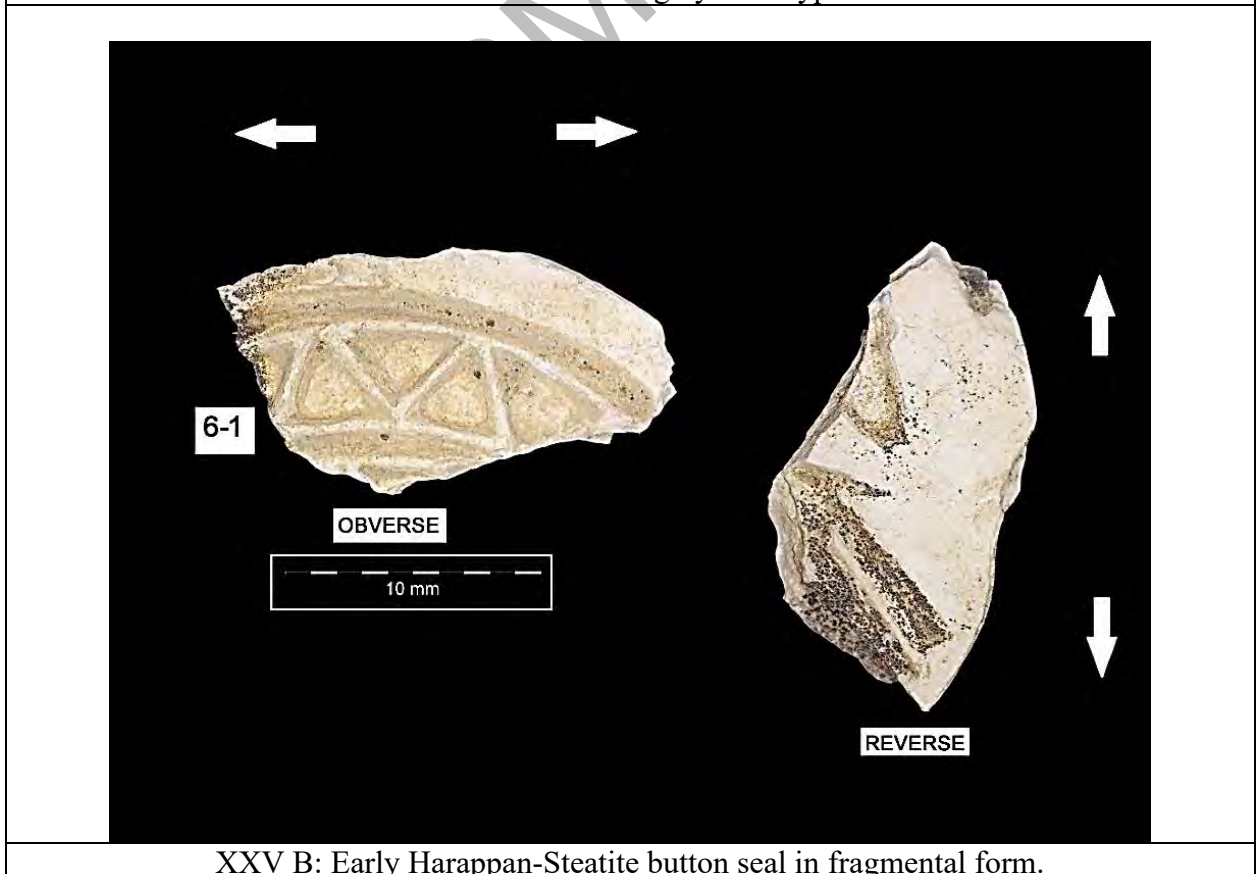 6-1
OBVERSE
10 mm
REVERSE
XXV B: Early Harappan-Steatite button seal in fragmental form.